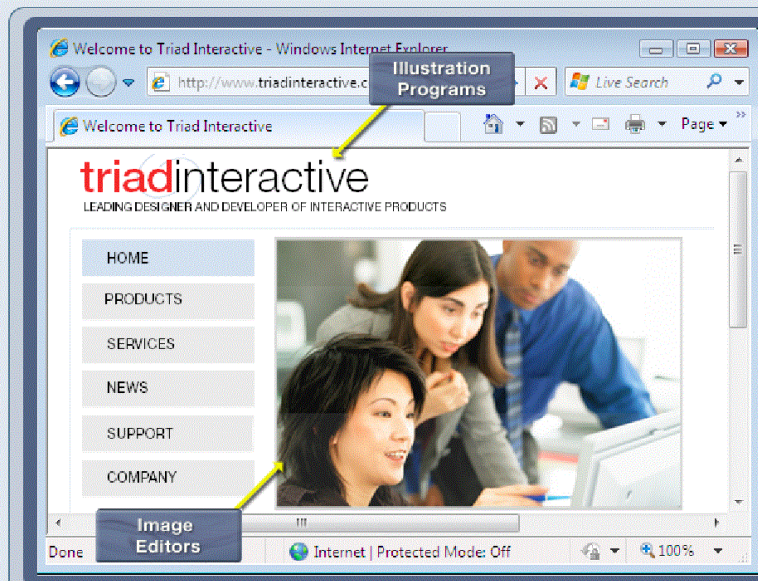 Welcome to Triad Interactive - Windows Internet Explorer
Illustration
Programs
http://www.triadinteractive.c
Live Search
Welcome to Triad Interactive
Page
triadinteractive
LEADING DESIGNER AND DEVELOPER OF INTERACTIVE PRODUCTS
HOME
PRODUCTS
SERVICES
NEWS
SUPPORT
COMPANY
Image
Editors
Done
Internet | Protected Mode: Off
100%